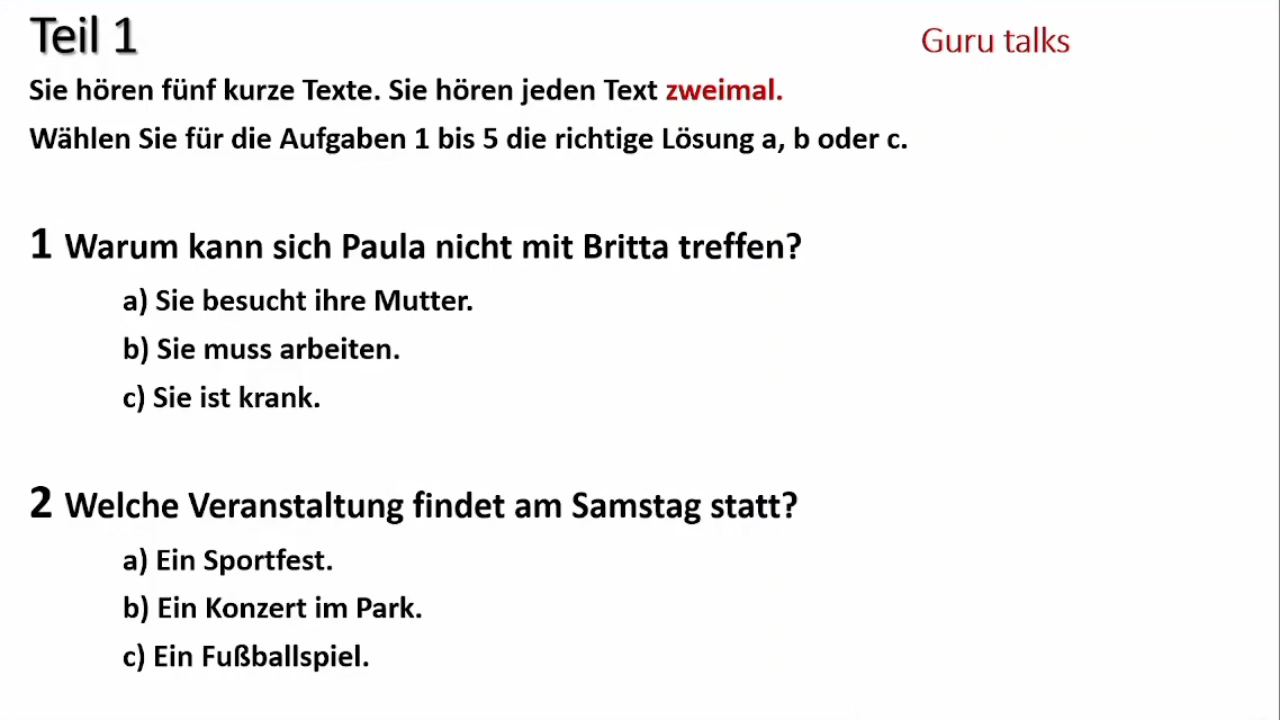 Teil 1
Guru talks
Sie hören fünf kurze Texte. Sie hören jeden Text zweimal.
Wählen Sie für die Aufgaben 1 bis 5 die richtige Lösung a, b oder c.
1 Warum kann sich Paula nicht mit Britta treffen?
a) Sie besucht ihre Mutter.
b) Sie muss arbeiten.
c) Sie ist krank.
2 Welche Veranstaltung findet am Samstag statt?
a) Ein Sportfest.
b) Ein Konzert im Park.
c) Ein Fußballspiel.